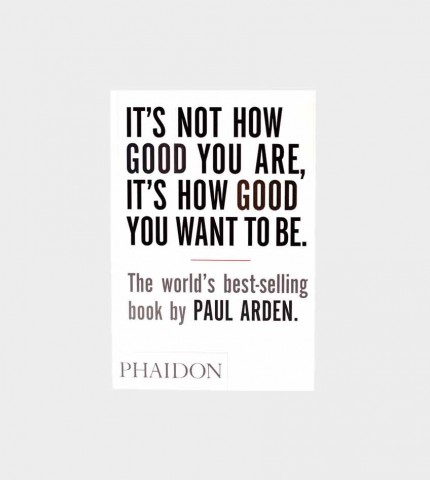 IT'S NOT HOW
GOOD YOU ARE,
IT'S HOW GOOD
YOU WANT TO BE.
The world's best-selling
book by PAUL ARDEN.
PHAIDON